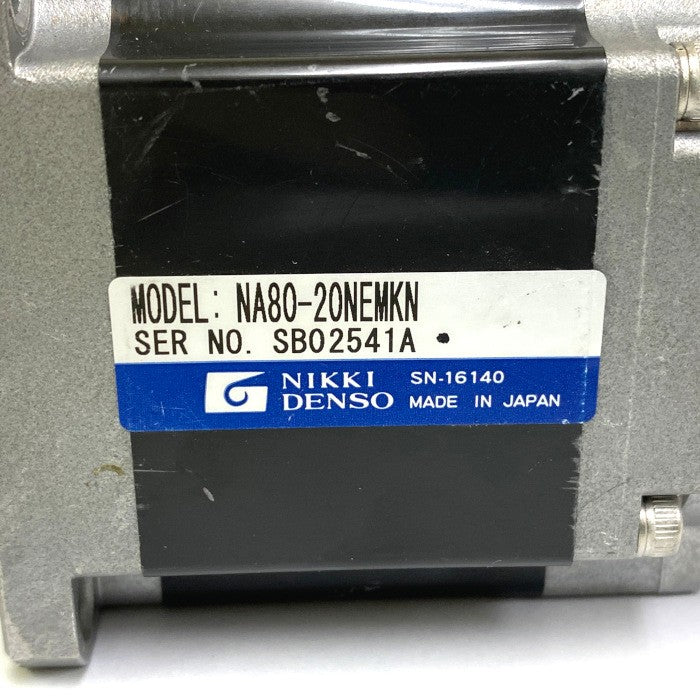 MODEL: NA80-20NEMKN
SER NO. SB02541A
NIKKI DENSO
SN-16140
MADE IN JAPAN